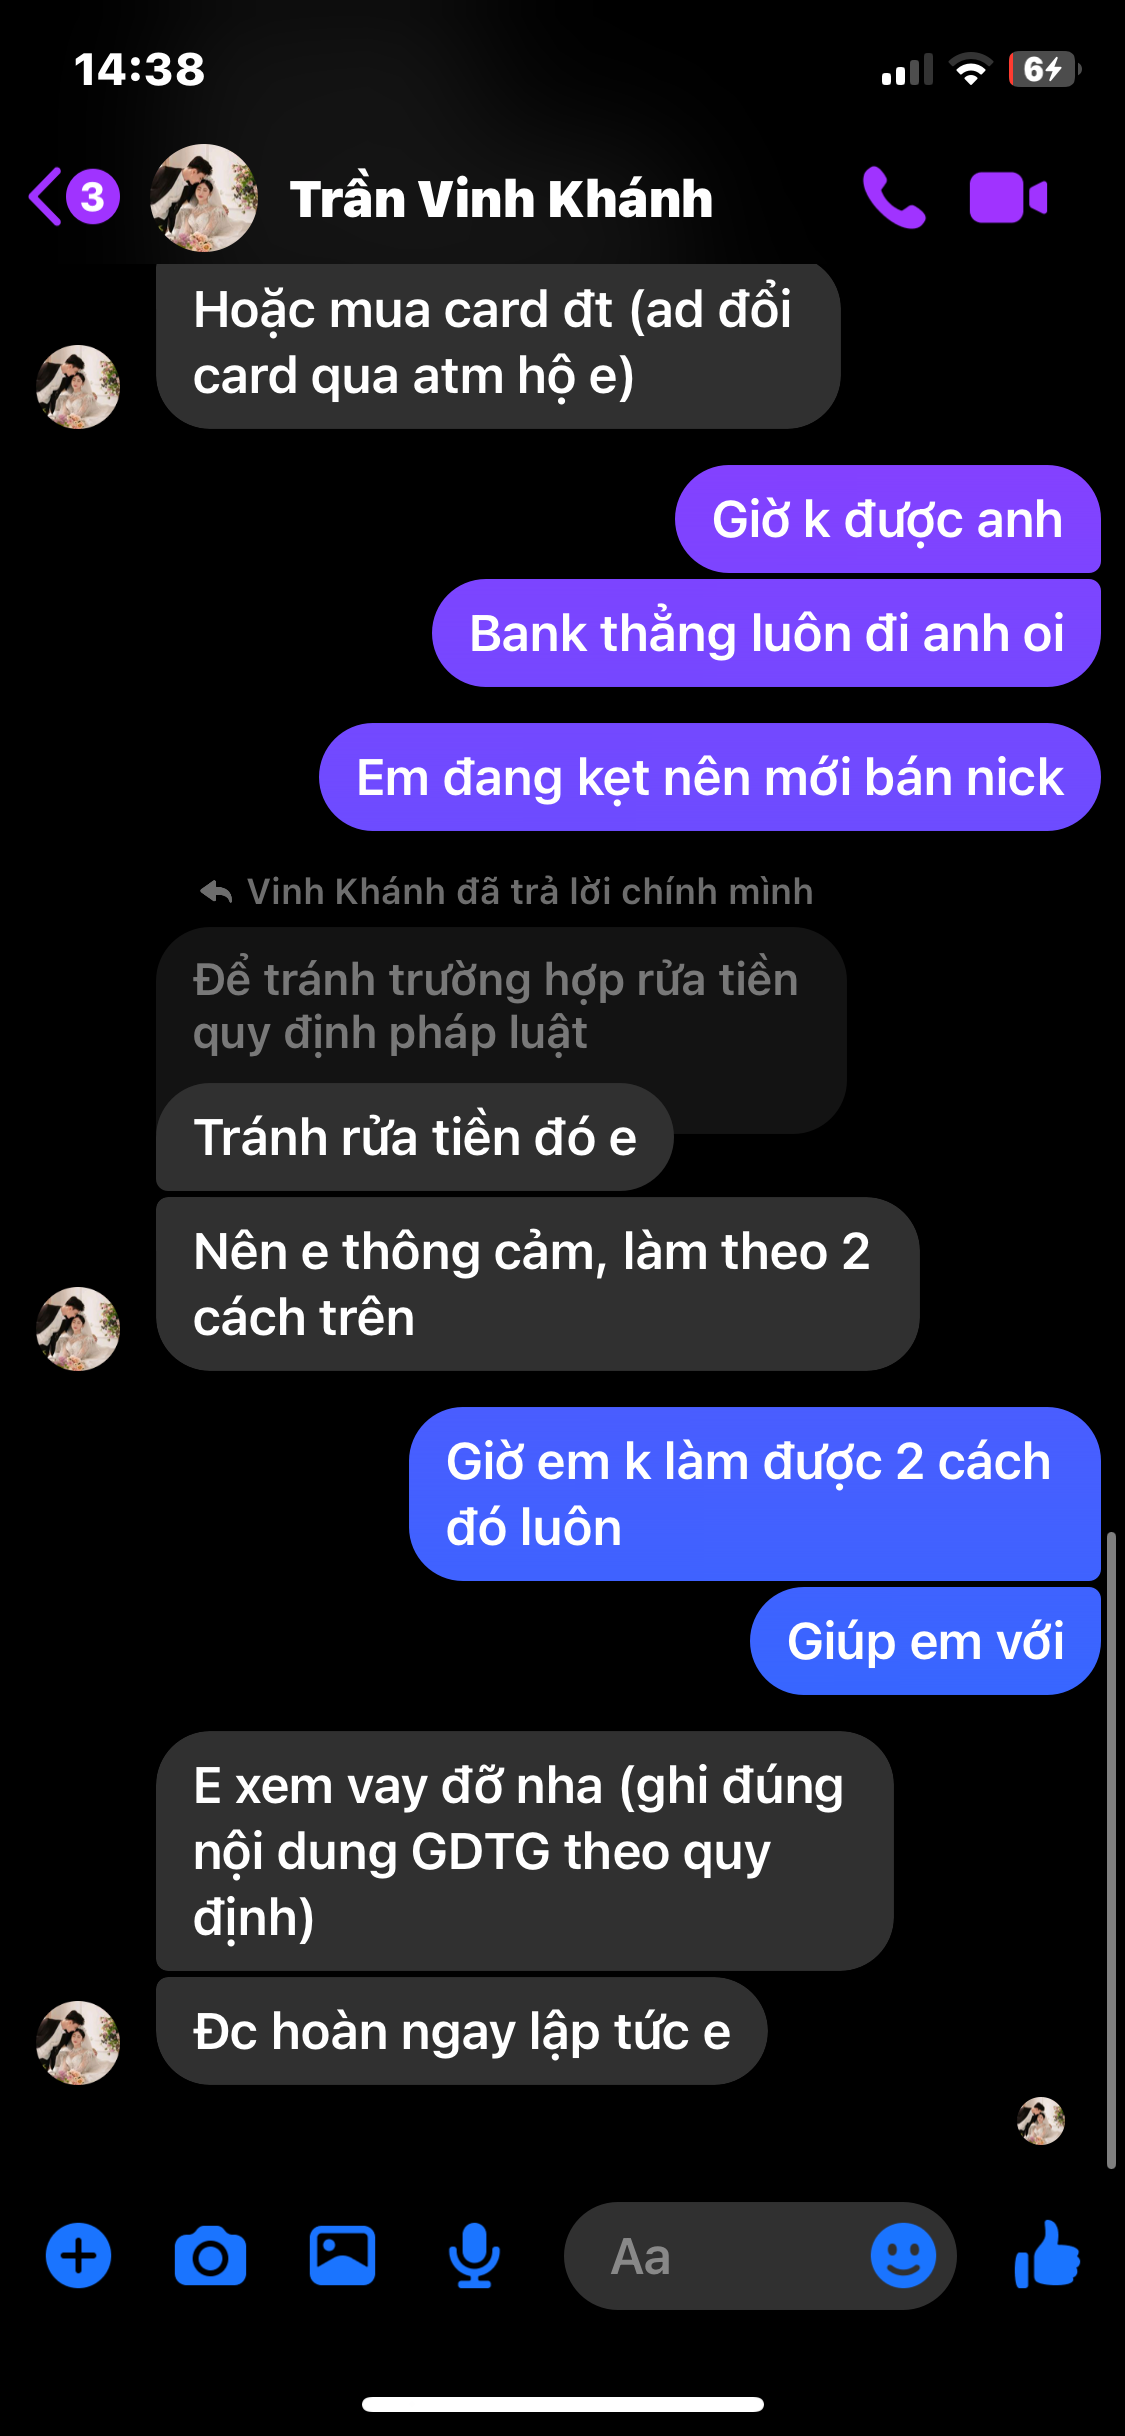 14:38
6
3
Trần Vinh Khánh
Hoặc mua card đt (ad đổi
card qua atm hộ e)
Giờ k được anh
Bank thẳng luôn đi anh oi
Em đang kẹt nên mới bán nick
Vinh Khánh đã trả lời chính mình
Để tránh trường hợp rửa tiền
quy định pháp luật
Tránh rửa tiền đó e
Nên e thông cảm, làm theo 2
cách trên
Giờ em k làm được 2 cách
đó luôn
Giúp em với
E xem vay đỡ nha (ghi đúng
nội dung GDTG theo quy
định)
Đc hoàn ngay lập tức e
Aa